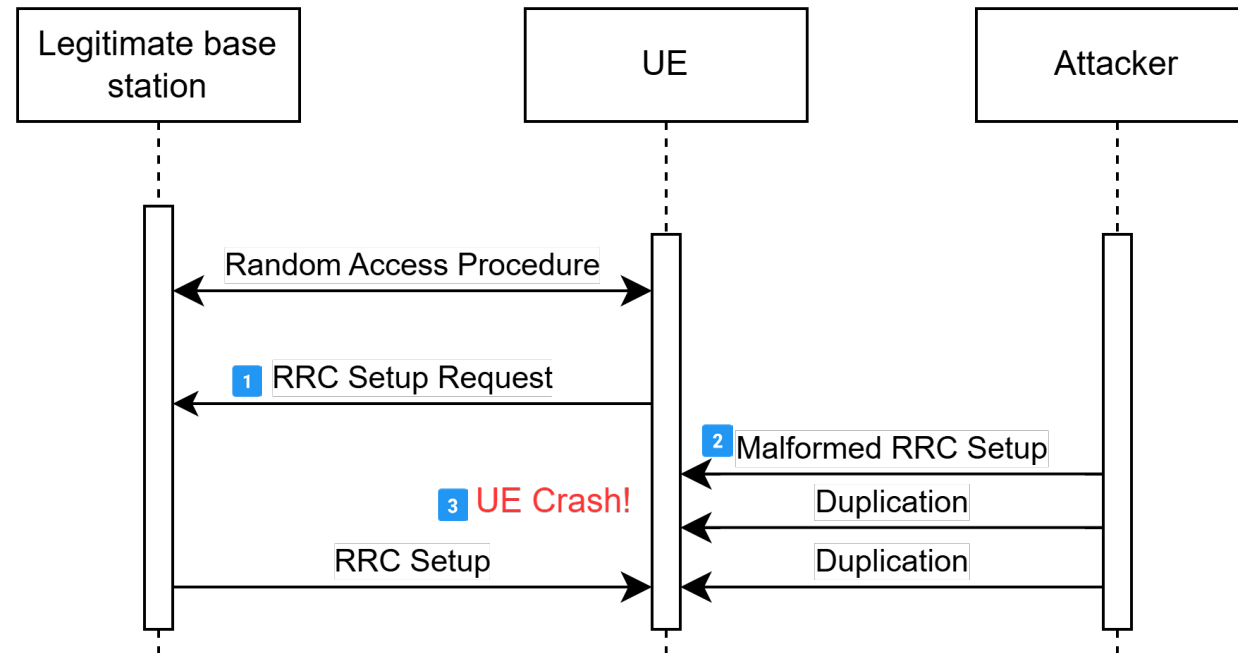 Legitimate base
station
UE
Attacker
Random Access Procedure
1 RRC Setup Request
2 Malformed RRC Setup
3 UE Crash!
Duplication
RRC Setup
Duplication